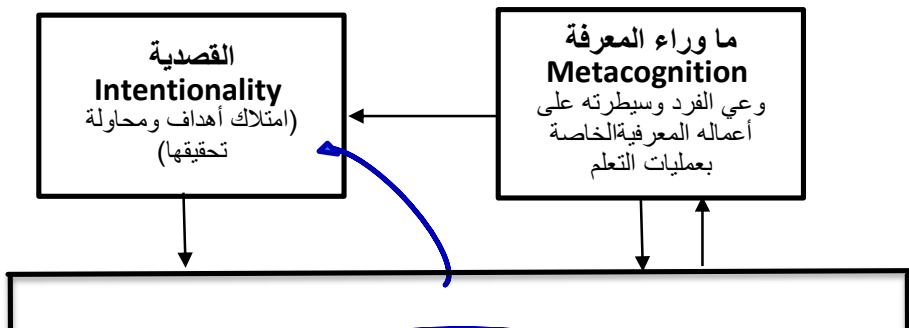 ما وراء المعرفة
Metacognition
وعي الفرد وسيطرته على
أعماله المعرفيةالخاصة
بعمليات التعلم
القصدية
Intentionality
(امتلاك أهداف ومحاولة
تحقيقها)